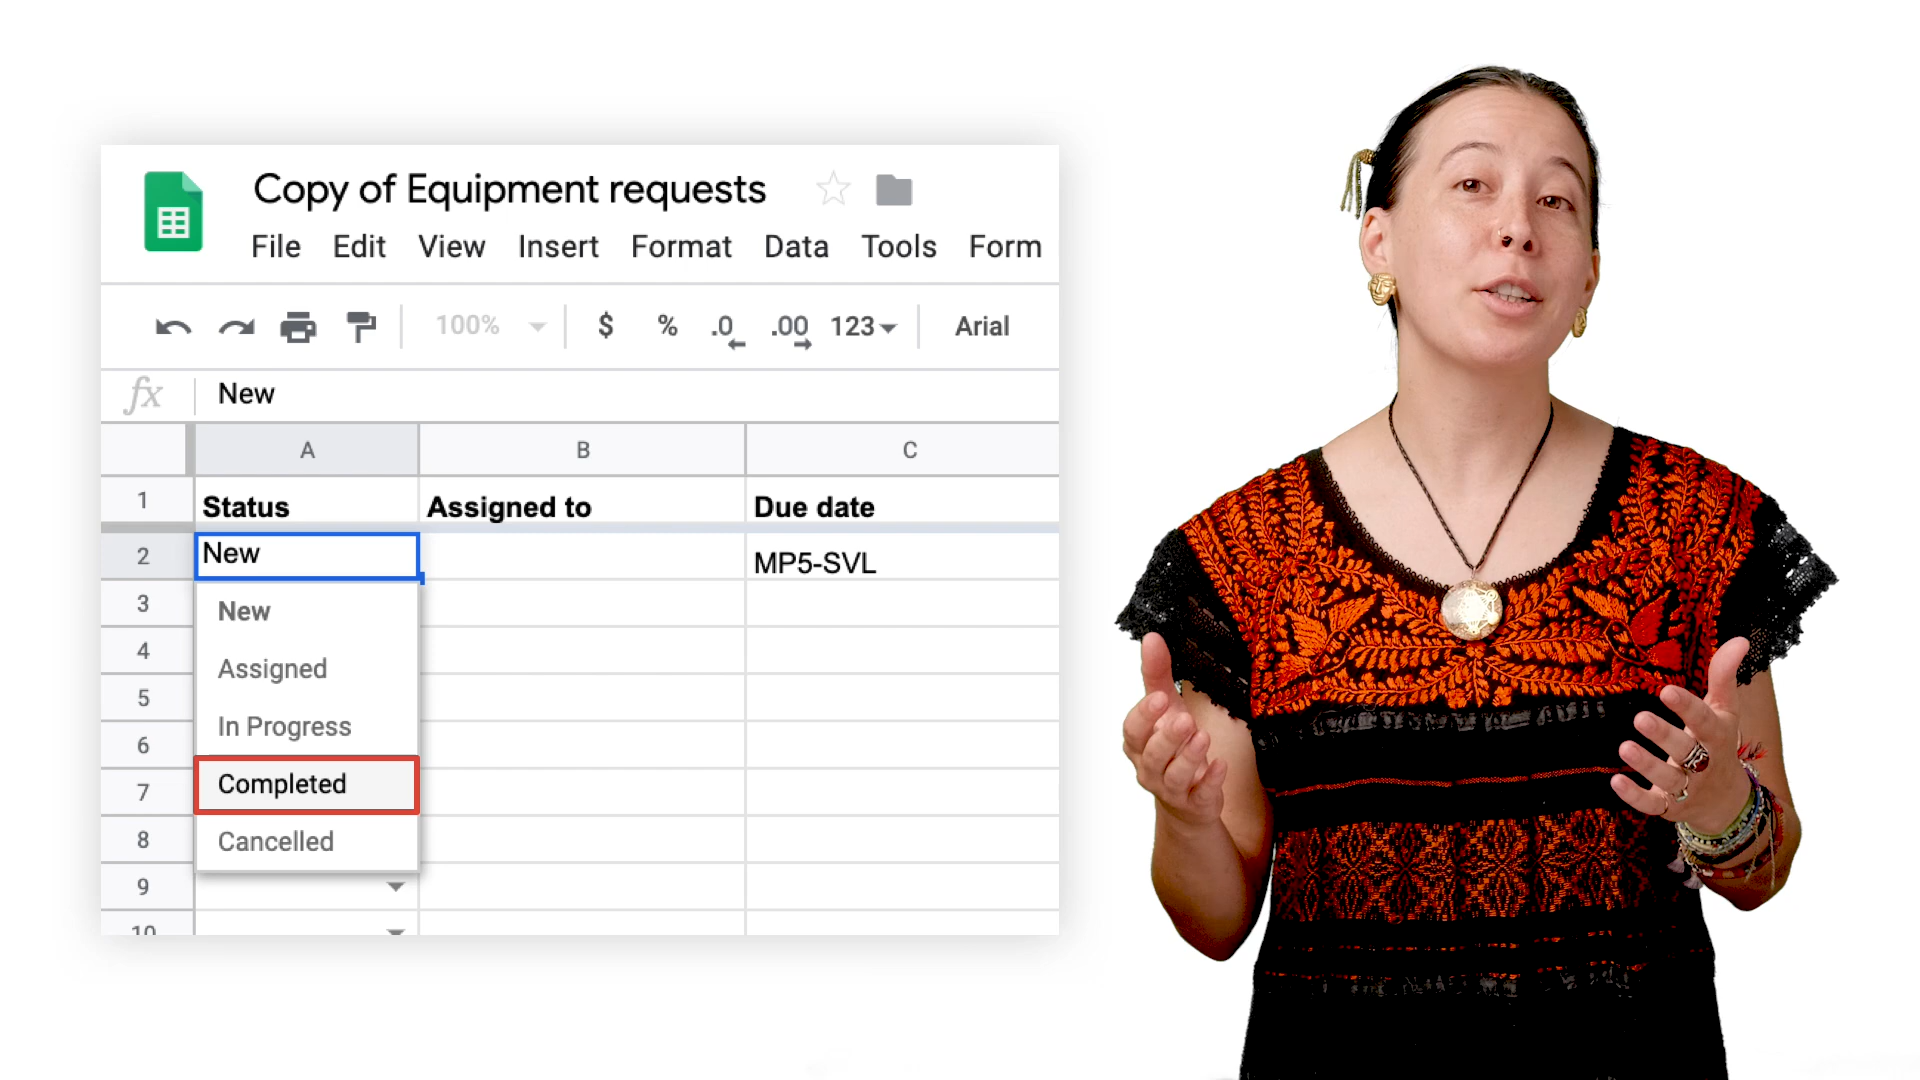 Copy of Equipment requests
File Edit View Insert Format Data Tools Form
100% $ % .0 .00 123 Arial
fx New
A B C
1 Status Assigned to Due date
2 New MP5-SVL
3 New
4 Assigned
5 In Progress
6
7 Completed
8 Cancelled
9
10